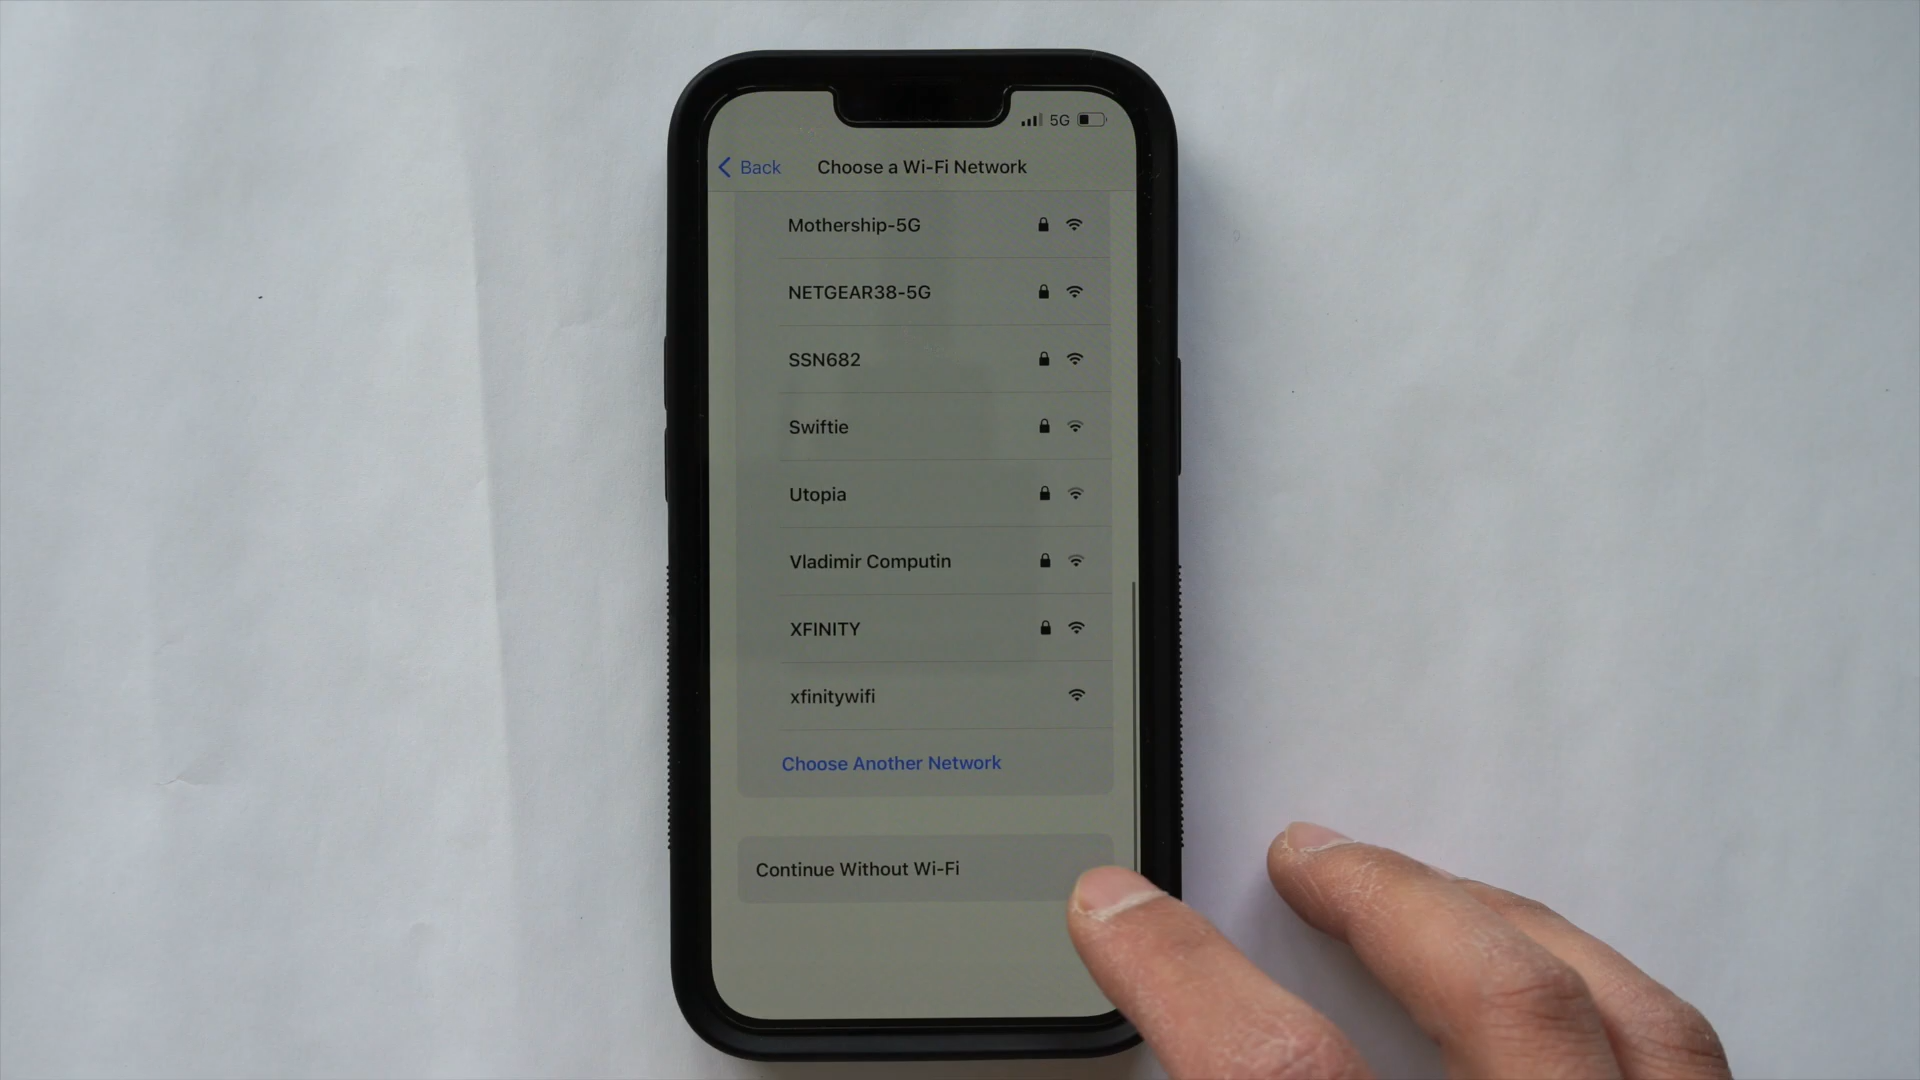 5G
Back Choose a Wi-Fi Network
Mothership-5G
NETGEAR38-5G
SSN682
Swiftie
Utopia
Vladimir Computin
XFINITY
xfinitywifi
Choose Another Network
Continue Without Wi-Fi